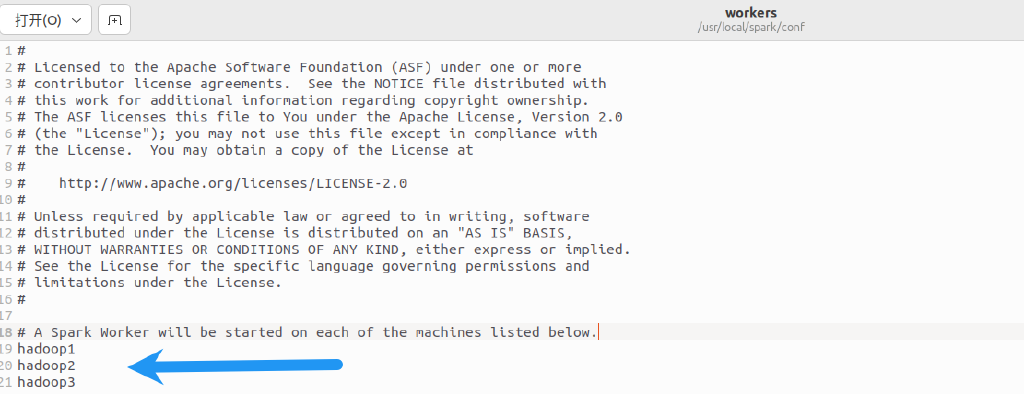 打开(O)
workers
/usr/local/spark/conf
1 #
2 # Licensed to the Apache Software Foundation (ASF) under one or more
3 # contributor license agreements.  See the NOTICE file distributed with
4 # this work for additional information regarding copyright ownership.
5 # The ASF licenses this file to You under the Apache License, Version 2.0
6 # (the "License"); you may not use this file except in compliance with
7 # the License.  You may obtain a copy of the License at
8 #
9 #    http://www.apache.org/licenses/LICENSE-2.0
10 #
11 # Unless required by applicable law or agreed to in writing, software
12 # distributed under the License is distributed on an "AS IS" BASIS,
13 # WITHOUT WARRANTIES OR CONDITIONS OF ANY KIND, either express or implied.
14 # See the License for the specific language governing permissions and
15 # limitations under the License.
16 #
17
18 # A Spark Worker will be started on each of the machines listed below.
19 hadoop1
20 hadoop2
21 hadoop3